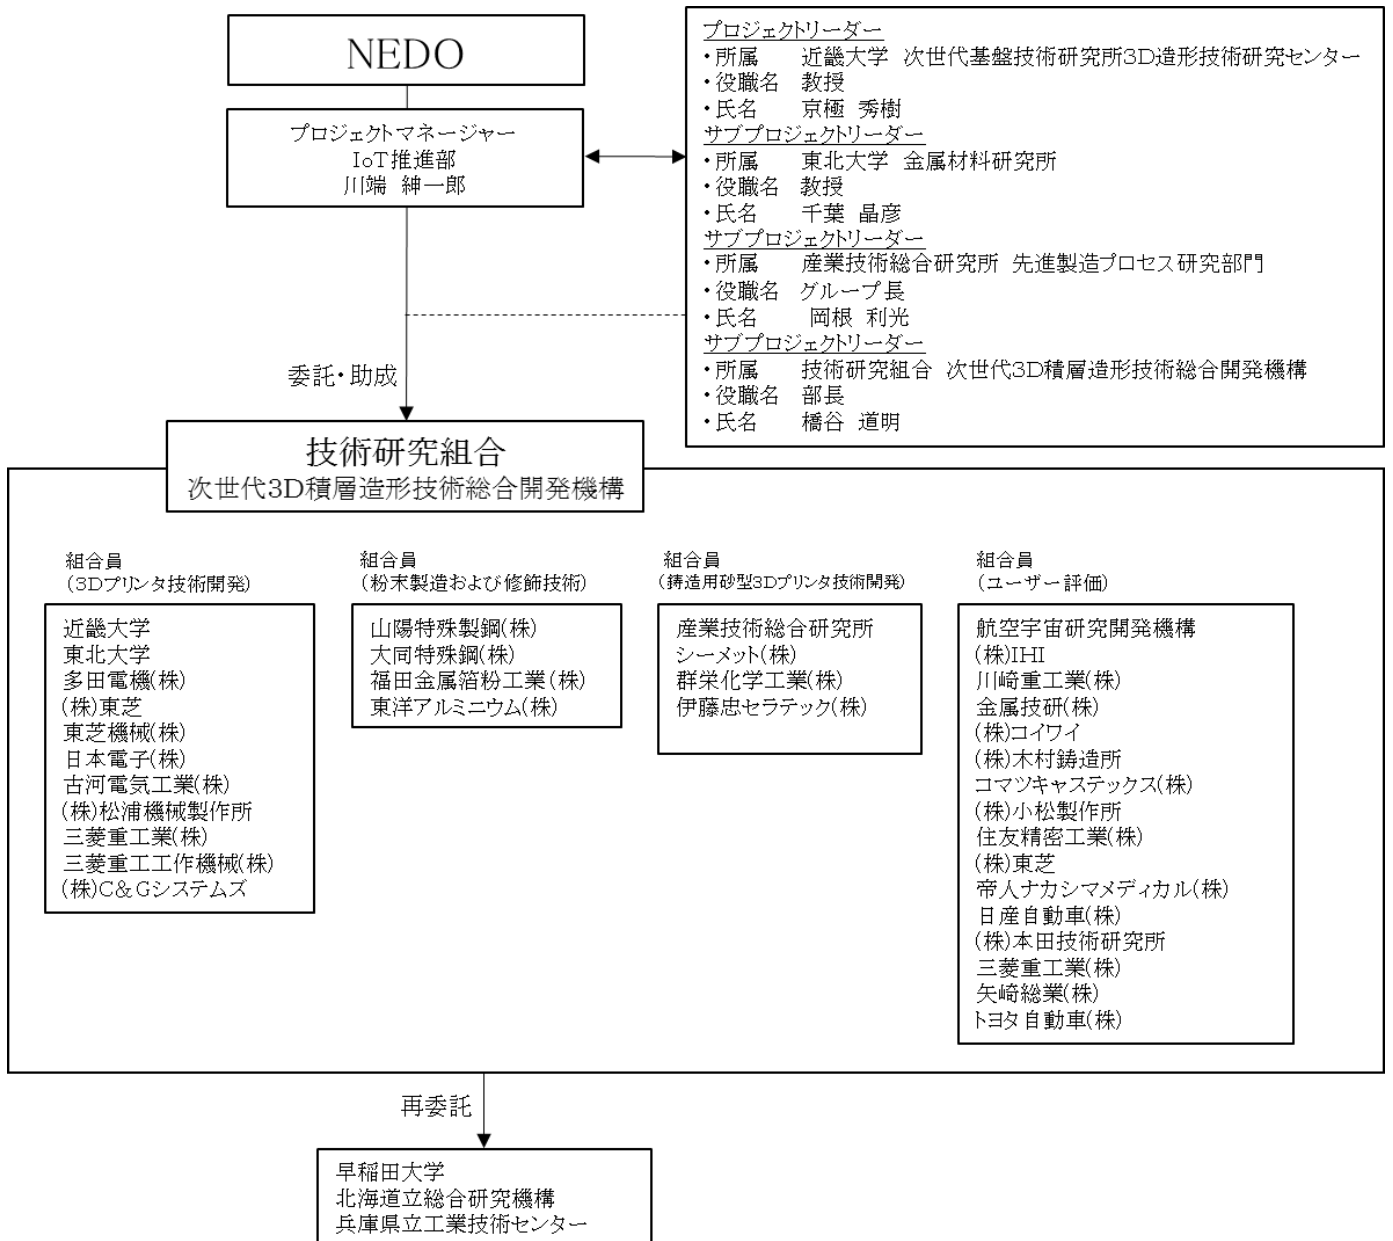 NEDO
プロジェクトマネージャー
IoT推進部
川端 紳一郎
プロジェクトリーダー
・所属 近畿大学 次世代基盤技術研究所3D造形技術研究センター
・役職名 教授
・氏名 京極 秀樹
サブプロジェクトリーダー
・所属 東北大学 金属材料研究所
・役職名 教授
・氏名 千葉 晶彦
サブプロジェクトリーダー
・所属 産業技術総合研究所 先進製造プロセス研究部門
・役職名 グループ長
・氏名 岡根 利光
サブプロジェクトリーダー
・所属 技術研究組合 次世代3D積層造形技術総合開発機構
・役職名 部長
・氏名 橋谷 道明
委託・助成
技術研究組合
次世代3D積層造形技術総合開発機構
組合員
(3Dプリンタ技術開発)
近畿大学
東北大学
多田電機(株)
(株)東芝
東芝機械(株)
日本電子(株)
古河電気工業(株)
(株)松浦機械製作所
三菱重工業(株)
三菱重工工作機械(株)
(株)C&Gシステムズ
組合員
(粉末製造および修飾技術)
山陽特殊製鋼(株)
大同特殊鋼(株)
福田金属箔粉工業(株)
東洋アルミニウム(株)
組合員
(鋳造用砂型3Dプリンタ技術開発)
産業技術総合研究所
シーメット(株)
群栄化学工業(株)
伊藤忠セラテック(株)
組合員
(ユーザー評価)
航空宇宙研究開発機構
(株)IHI
川崎重工業(株)
金属技研(株)
(株)コイワイ
(株)木村鋳造所
コマツキャステックス(株)
(株)小松製作所
住友精密工業(株)
(株)東芝
帝人ナカシマメディカル(株)
日産自動車(株)
(株)本田技術研究所
三菱重工業(株)
矢崎総業(株)
トヨタ自動車(株)
再委託
早稲田大学
北海道立総合研究機構
兵庫県立工業技術センター